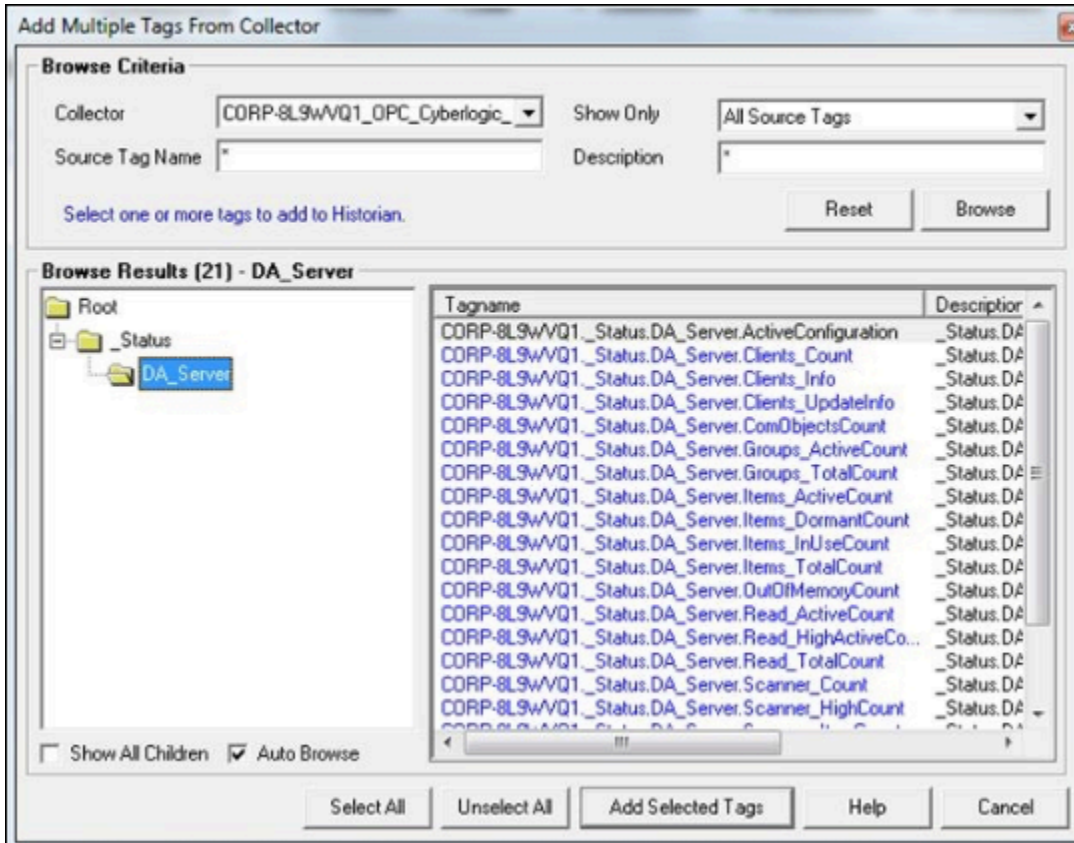 Add Multiple Tags From Collector
Browse Criteria
Collector CORP-8L9WVQ1_OPC_Cyberlogic_ Show Only All Source Tags
Source Tag Name * Description *
Select one or more tags to add to Historian. Reset Browse
Browse Results (21) - DA_Server
Root
_Status
DA_Server
Tagname Description
CORP-8L9WVQ1._Status.DA_Server.ActiveConfiguration _Status.DA
CORP-8L9WVQ1._Status.DA_Server.Clients_Count _Status.DA
CORP-8L9WVQ1._Status.DA_Server.Clients_Info _Status.DA
CORP-8L9WVQ1._Status.DA_Server.Clients_UpdateInfo _Status.DA
CORP-8L9WVQ1._Status.DA_Server.ComObjectsCount _Status.DA
CORP-8L9WVQ1._Status.DA_Server.Groups_ActiveCount _Status.DA
CORP-8L9WVQ1._Status.DA_Server.Groups_TotalCount _Status.DA
CORP-8L9WVQ1._Status.DA_Server.Items_ActiveCount _Status.DA
CORP-8L9WVQ1._Status.DA_Server.Items_DormantCount _Status.DA
CORP-8L9WVQ1._Status.DA_Server.Items_InUseCount _Status.DA
CORP-8L9WVQ1._Status.DA_Server.Items_TotalCount _Status.DA
CORP-8L9WVQ1._Status.DA_Server.OutOfMemoryCount _Status.DA
CORP-8L9WVQ1._Status.DA_Server.Read_ActiveCount _Status.DA
CORP-8L9WVQ1._Status.DA_Server.Read_HighActiveCo... _Status.DA
CORP-8L9WVQ1._Status.DA_Server.Read_TotalCount _Status.DA
CORP-8L9WVQ1._Status.DA_Server.Scanner_Count _Status.DA
CORP-8L9WVQ1._Status.DA_Server.Scanner_HighCount _Status.DA
Show All Children Auto Browse
Select All Unselect All Add Selected Tags Help Cancel